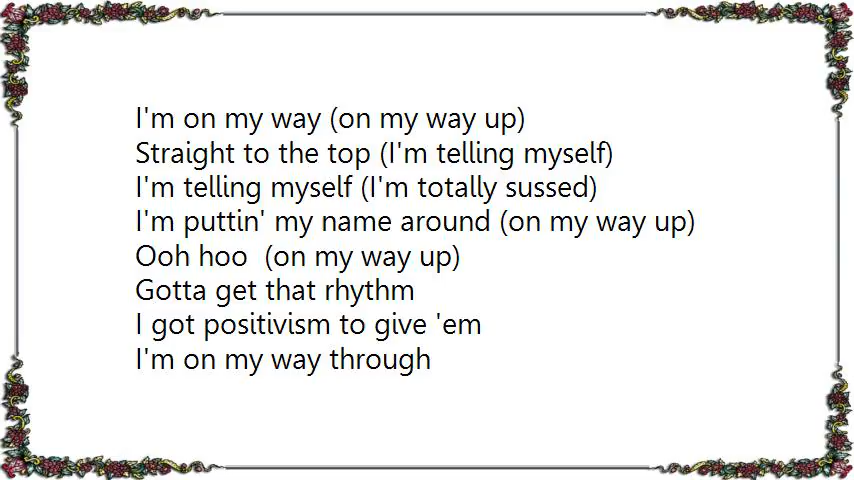 I'm on my way (on my way up)
Straight to the top (I'm telling myself)
I'm telling myself (I'm totally sussed)
I'm puttin' my name around (on my way up)
Ooh hoo  (on my way up)
Gotta get that rhythm
I got positivism to give 'em
I'm on my way through